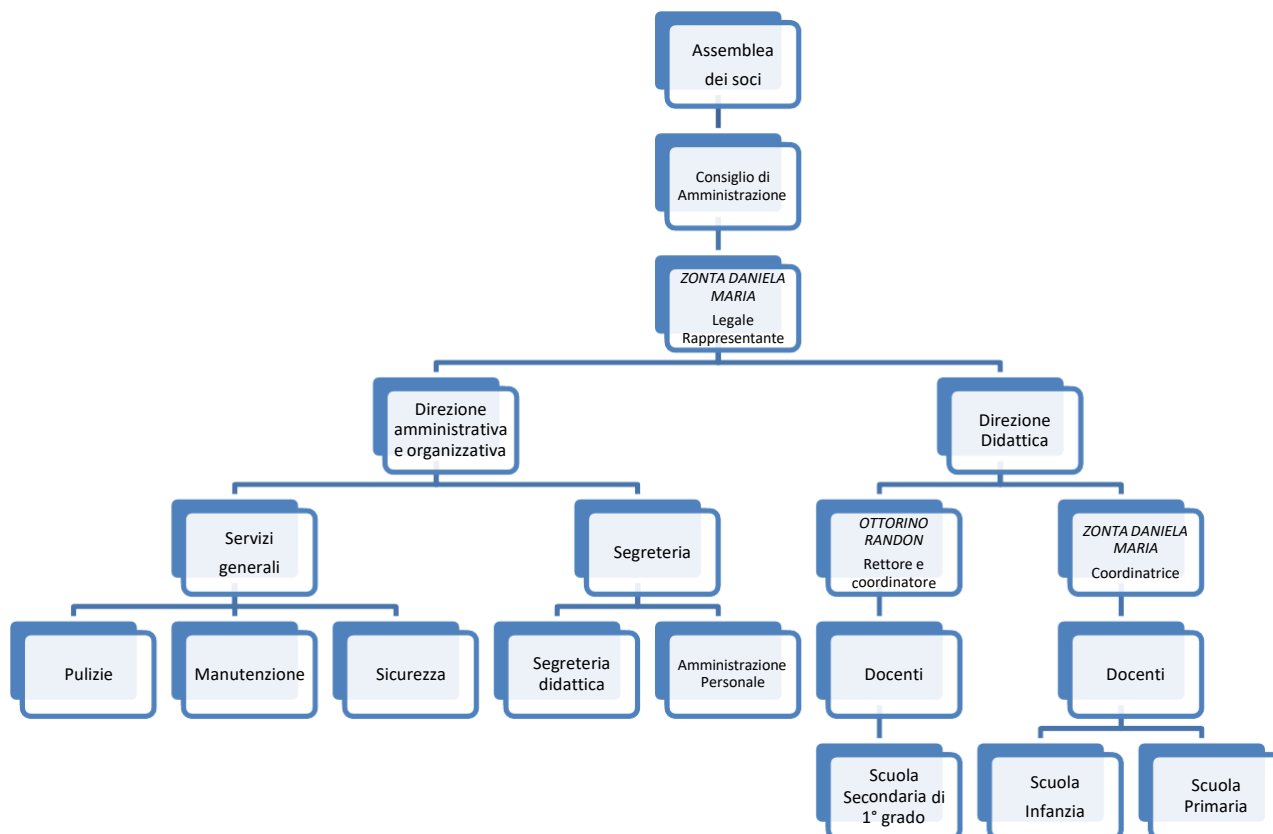 Assemblea
dei soci
Consiglio di
Amministrazione
ZONTA DANIELA
MARIA
Legale
Rappresentante
Direzione
amministrativa
e organizzativa
Direzione
Didattica
Servizi
generali
Segreteria
OTTORINO
RANDON
Rettore e
coordinatore
ZONTA DANIELA
MARIA
Coordinatrice
Pulizie
Manutenzione
Sicurezza
Segreteria
didattica
Amministrazione
Personale
Docenti
Docenti
Scuola
Secondaria di
1° grado
Scuola
Infanzia
Scuola
Primaria